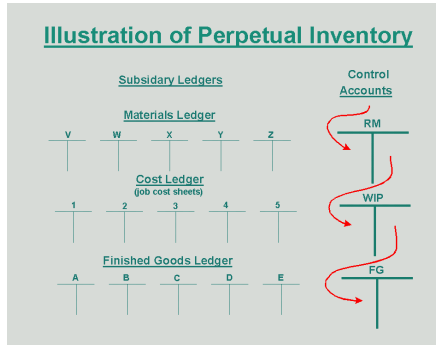 Illustration of Perpetual Inventory
Subsidary Ledgers
Control
Accounts
Materials Ledger
V W X Y Z
RM
Cost Ledger
(job cost sheets)
1 2 3 4 5
WIP
Finished Goods Ledger
A B C D E
FG